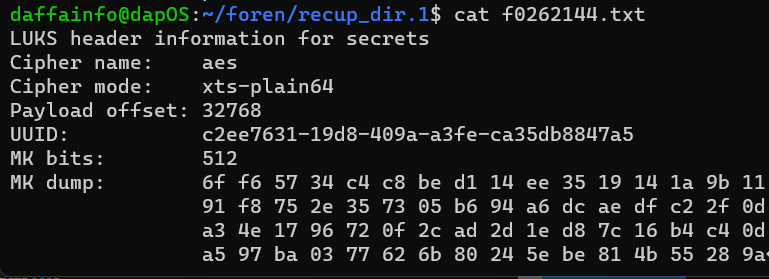 daffainfo@dapOS:~/foren/recup_dir.1$ cat f0262144.txt
LUKS header information for secrets
Cipher name:    aes
Cipher mode:    xts-plain64
Payload offset: 32768
UUID:           c2ee7631-19d8-409a-a3fe-ca35db8847a5
MK bits:        512
MK dump:        6f f6 57 34 c4 c8 be d1 14 ee 35 19 14 1a 9b 11
                91 f8 75 2e 35 73 05 b6 94 a6 dc ae df c2 2f 0d
                a3 4e 17 96 72 0f 2c ad 2d 1e d8 7c 16 b4 c4 0d
                a5 97 ba 03 77 62 6b 80 24 5e be 81 4b 55 28 9a